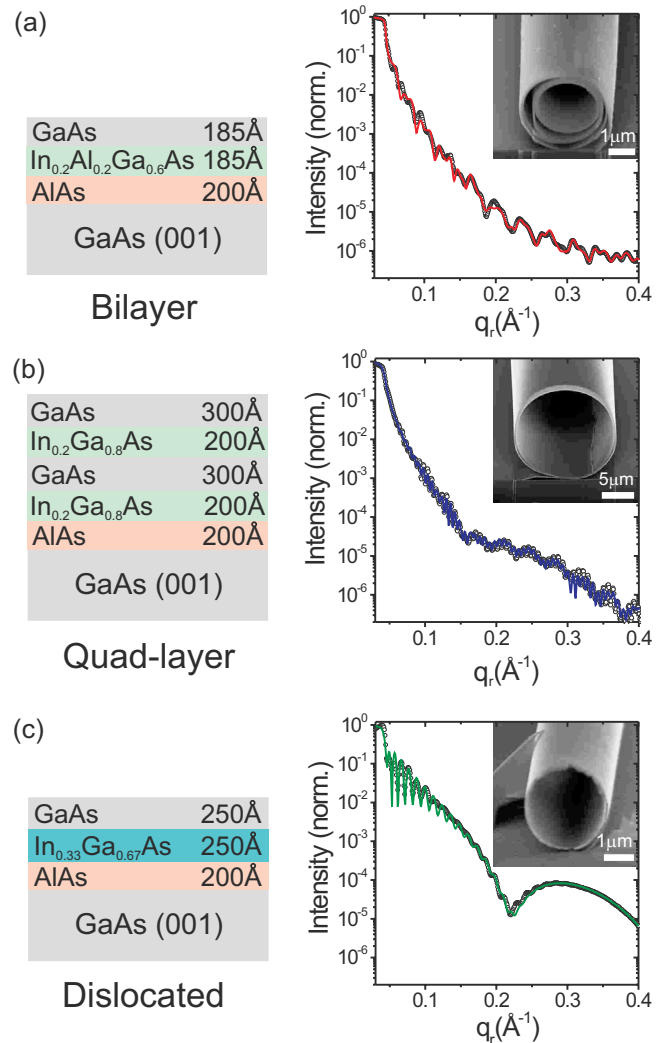 (a)
GaAs 185Å
In₀.₂Al₀.₂Ga₀.₆As 185Å
AlAs 200Å
GaAs (001)
Bilayer
Intensity (norm.)
10⁰
10⁻¹
10⁻²
10⁻³
10⁻⁴
10⁻⁵
10⁻⁶
0.1 0.2 0.3 0.4
qᵣ(Å⁻¹)
1μm
(b)
GaAs 300Å
In₀.₂Ga₀.₈As 200Å
GaAs 300Å
In₀.₂Ga₀.₈As 200Å
AlAs 200Å
GaAs (001)
Quad-layer
Intensity (norm.)
10⁰
10⁻¹
10⁻²
10⁻³
10⁻⁴
10⁻⁵
10⁻⁶
0.1 0.2 0.3 0.4
qᵣ(Å⁻¹)
5μm
(c)
GaAs 250Å
In₀.₃₃Ga₀.₆₇As 250Å
AlAs 200Å
GaAs (001)
Dislocated
Intensity (norm.)
10⁰
10⁻¹
10⁻²
10⁻³
10⁻⁴
10⁻⁵
10⁻⁶
0.1 0.2 0.3 0.4
qᵣ(Å⁻¹)
1μm